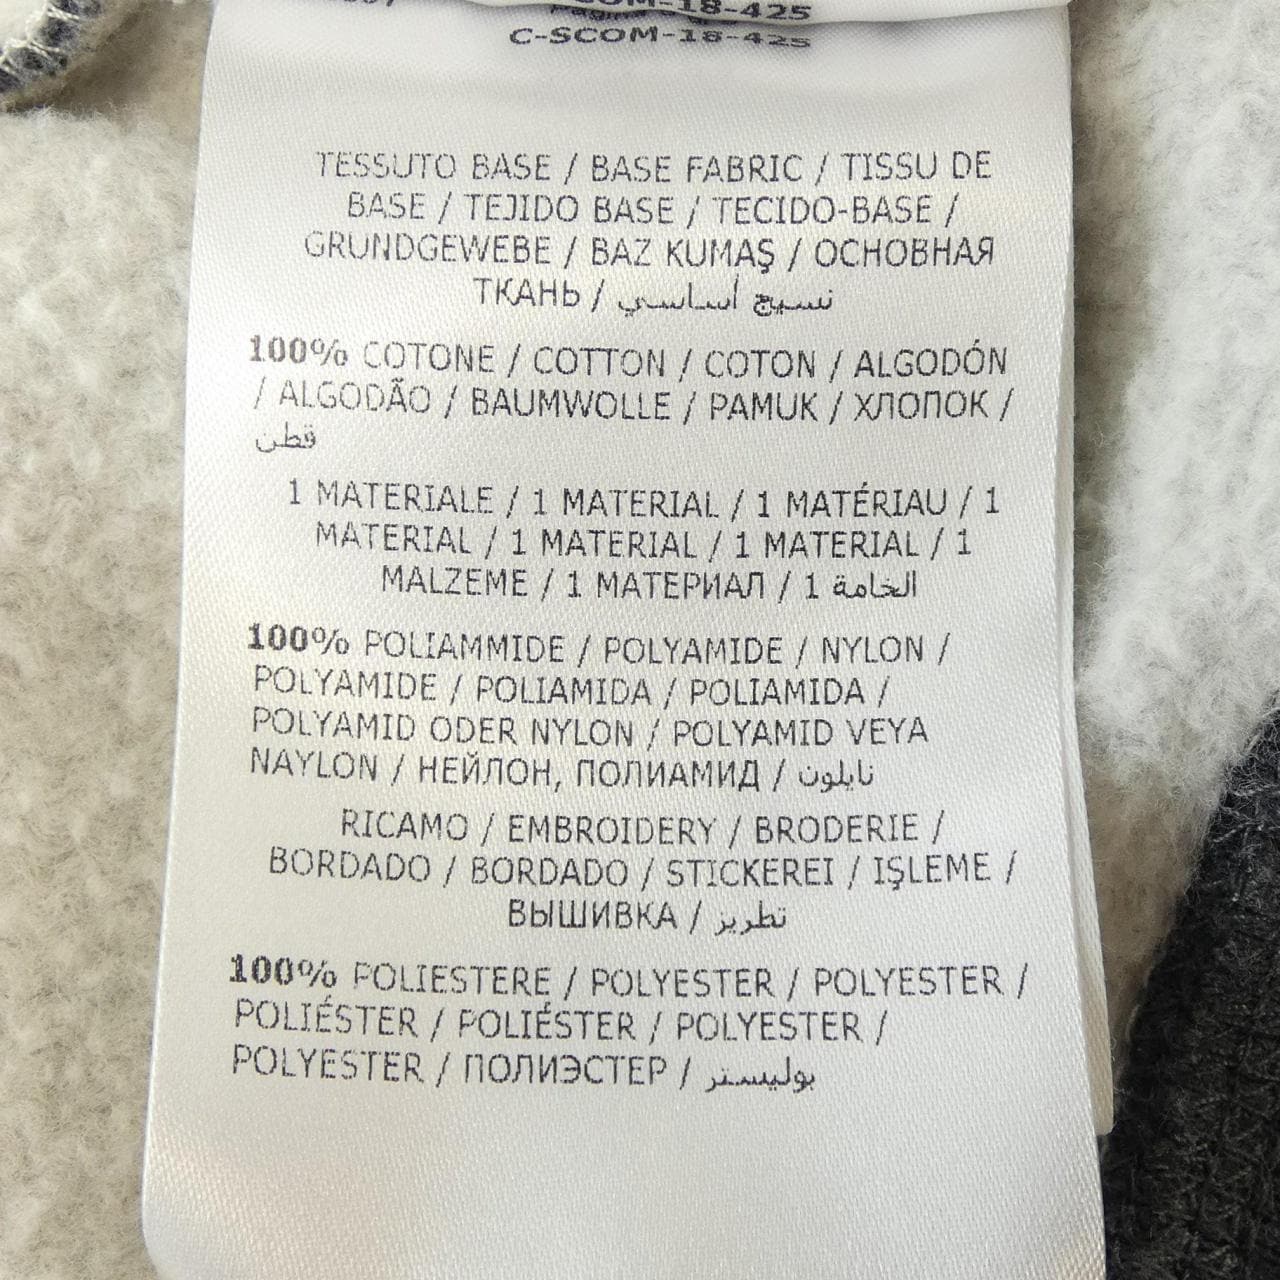 COM-18-425
C-SCOM-18-425
TESSUTO BASE / BASE FABRIC / TISSU DE
BASE / TEJIDO BASE / TECIDO-BASE /
GRUNDGEWEBE / BAZ KUMAŞ / ОСНОВНАЯ
ТКАНЬ / نسيج أساسي
100% COTONE / COTTON / COTON / ALGODÓN
/ ALGODÃO / BAUMWOLLE / PAMUK / ХЛОПОК /
قطن
1 MATERIALE / 1 MATERIAL / 1 MATÉRIAU / 1
MATERIAL / 1 MATERIAL / 1 MATERIAL / 1
MALZEME / 1 МАТЕРИАЛ / 1 الخامة
100% POLIAMMIDE / POLYAMIDE / NYLON /
POLYAMIDE / POLIAMIDA / POLIAMIDA /
POLYAMID ODER NYLON / POLYAMID VEYA
NAYLON / НЕЙЛОН, ПОЛИАМИД / نايلون
RICAMO / EMBROIDERY / BRODERIE /
BORDADO / BORDADO / STICKEREI / IŞLEME /
ВЫШИВКА / تطريز
100% POLIESTERE / POLYESTER / POLYESTER /
POLIÉSTER / POLIÉSTER / POLYESTER /
POLYESTER / ПОЛИЭСТЕР / بوليستر